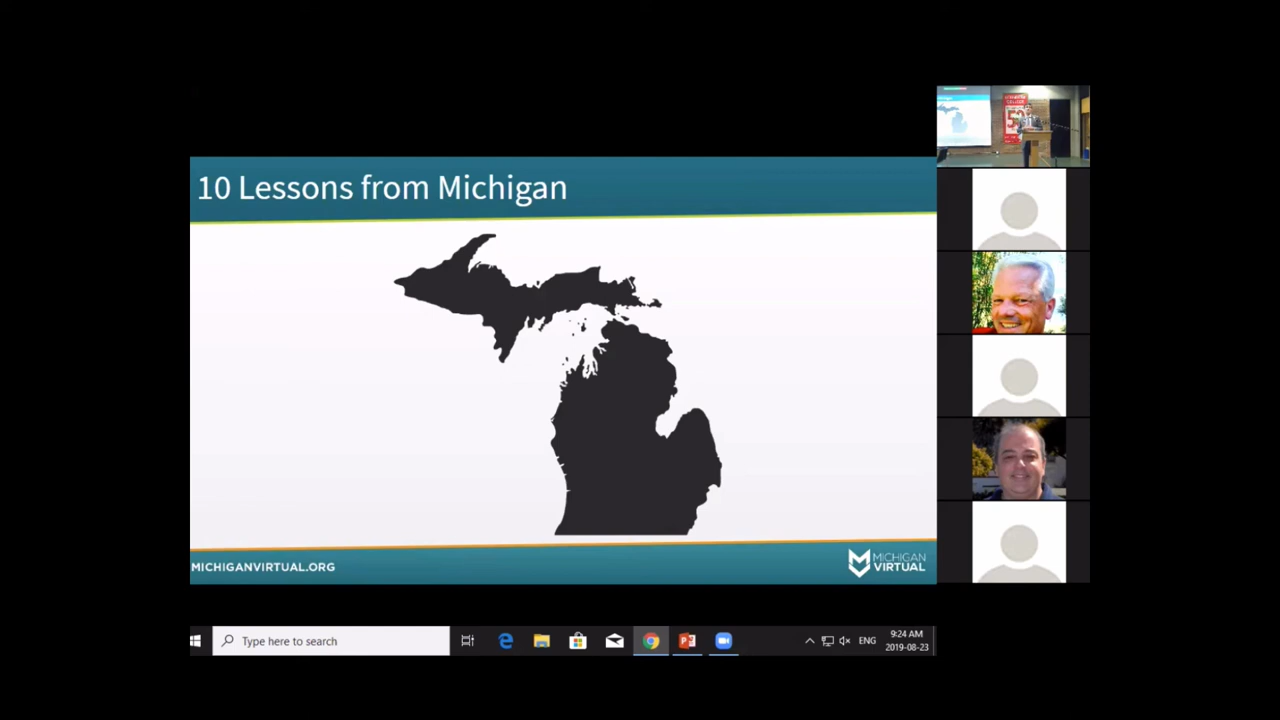 10 Lessons from Michigan
MICHIGANVIRTUAL.ORG
MICHIGAN
VIRTUAL
Type here to search
ENG
9:24 AM
2019-08-23